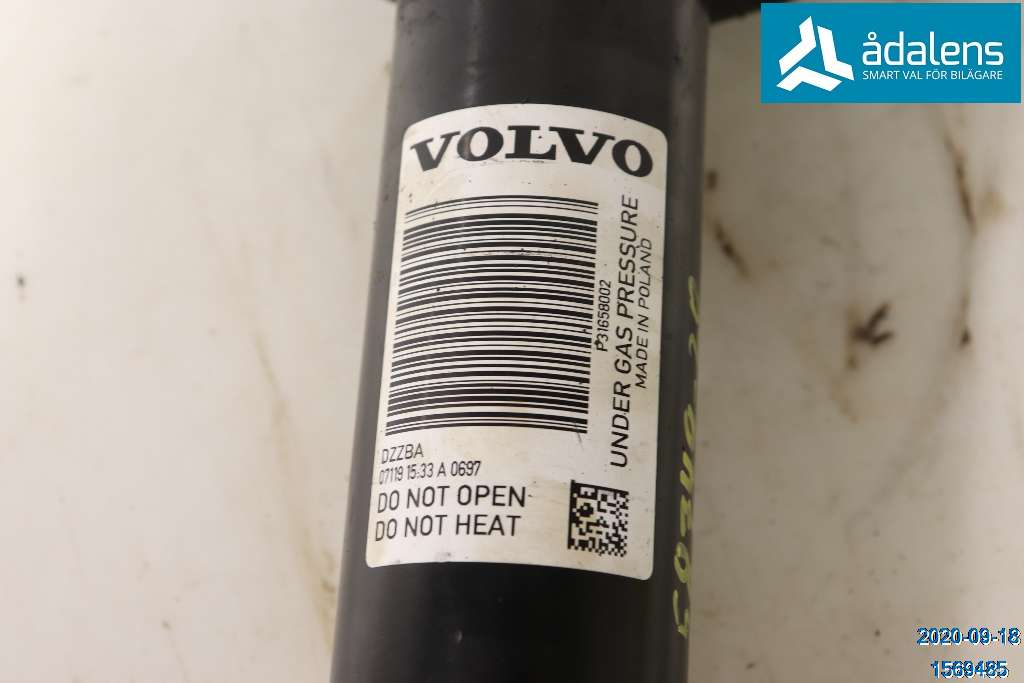 ådalens
SMART VAL FÖR BILÄGARE
VOLVO
P31658002
UNDER GAS PRESSURE
MADE IN POLAND
DZZBA
07119 15:33 A 0697
DO NOT OPEN
DO NOT HEAT
2020-09-18
1569485